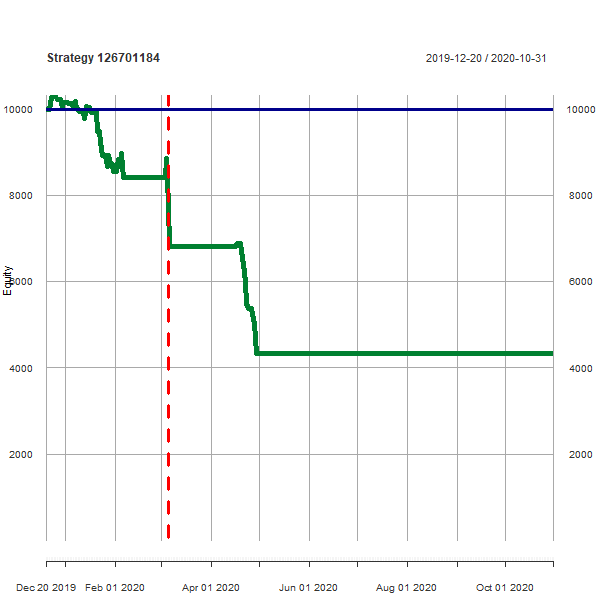 Strategy 126701184
2019-12-20 / 2020-10-31
10000
10000
8000
8000
Equity
6000
6000
4000
4000
2000
2000
Dec 20 2019
Feb 01 2020
Apr 01 2020
Jun 01 2020
Aug 01 2020
Oct 01 2020